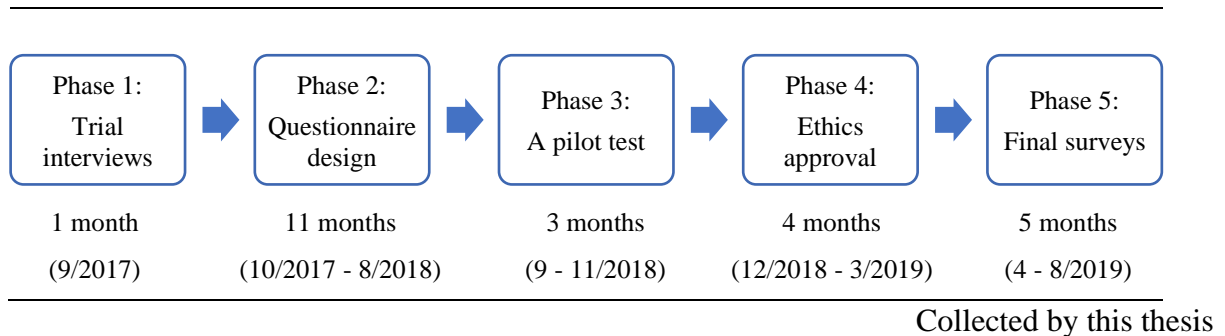 Phase 1:
Trial
interviews
Phase 2:
Questionnaire
design
Phase 3:
A pilot test
Phase 4:
Ethics
approval
Phase 5:
Final surveys
1 month
(9/2017)
11 months
(10/2017 - 8/2018)
3 months
(9 - 11/2018)
4 months
(12/2018 - 3/2019)
5 months
(4 - 8/2019)
Collected by this thesis